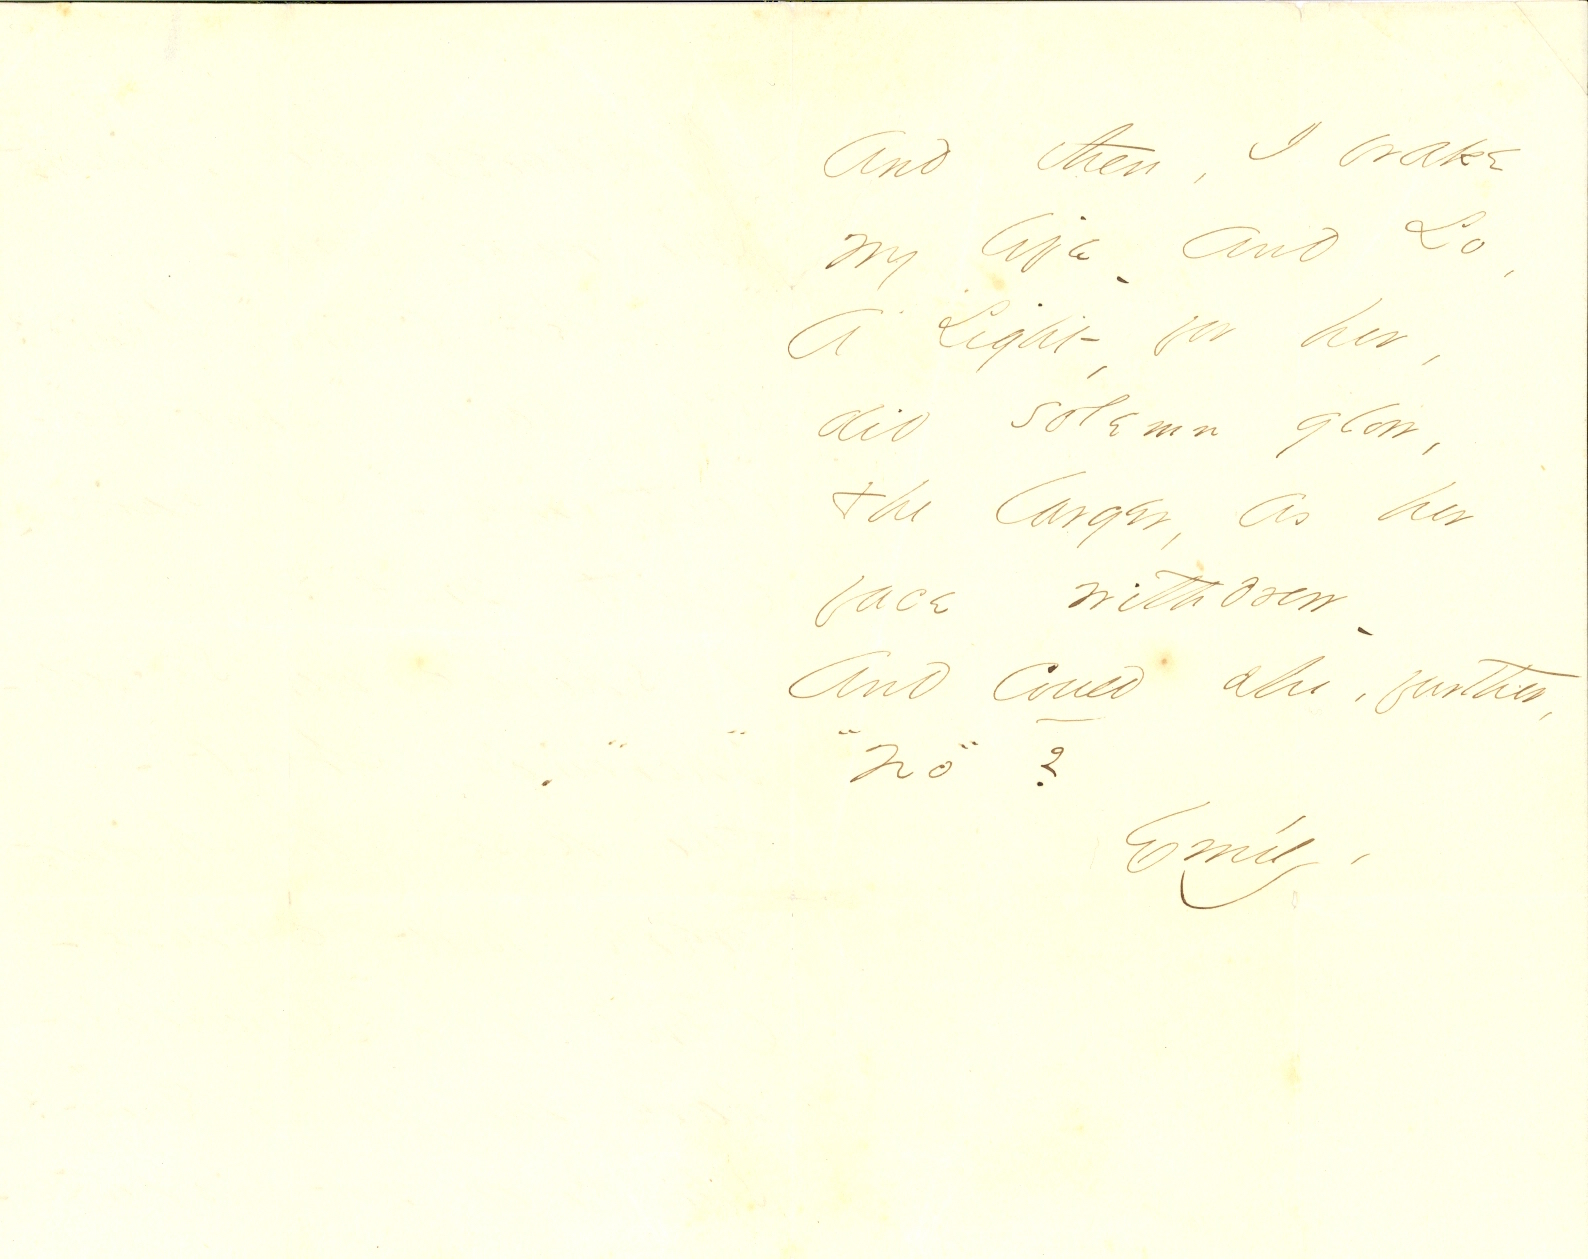 And then, I brake
my life - And Lo,
A Light, for her,
did solemn glow,
the larger, as her
face withdrew -
And could she, further,
"No"?
Emily.